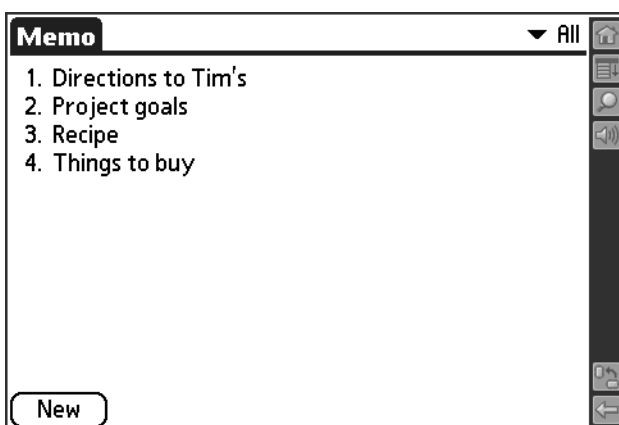 Memo
All
1. Directions to Tim's
2. Project goals
3. Recipe
4. Things to buy
New